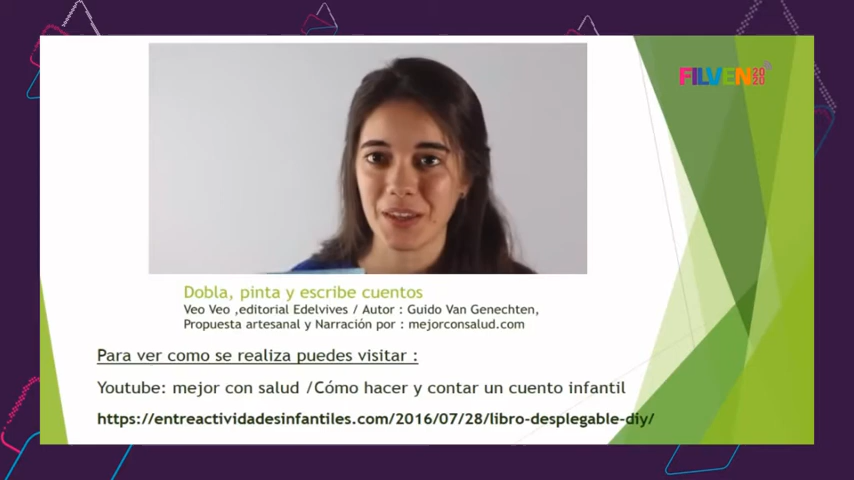 FILVEN 2020
Dobla, pinta y escribe cuentos
Veo Veo ,editorial Edelvives / Autor : Guido Van Genechten,
Propuesta artesanal y Narración por : mejorconsalud.com
Para ver como se realiza puedes visitar :
Youtube: mejor con salud /Cómo hacer y contar un cuento infantil
https://entreactividadesinfantiles.com/2016/07/28/libro-desplegable-diy/